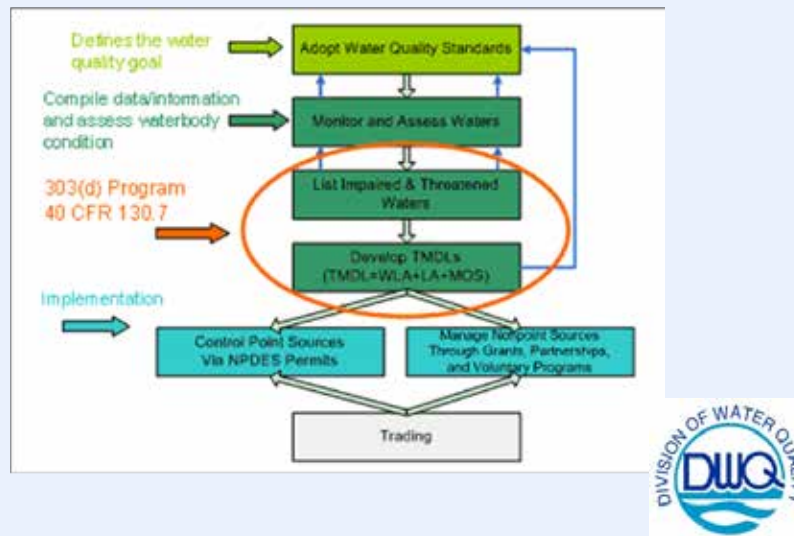 Defines the water
quality goal
Adopt Water Quality Standards
Compile data/information
and assess waterbody
condition
Monitor and Assess Waters
303(d) Program
40 CFR 130.7
List Impaired & Threatened
Waters
Develop TMDLs
(TMDL=WLA+LA+MOS)
Implementation
Control Point Sources
Via NPDES Permits
Manage Nonpoint Sources
Through Grants, Partnerships,
and Voluntary Programs
Trading
DIVISION OF WATER QUALITY
DWQ